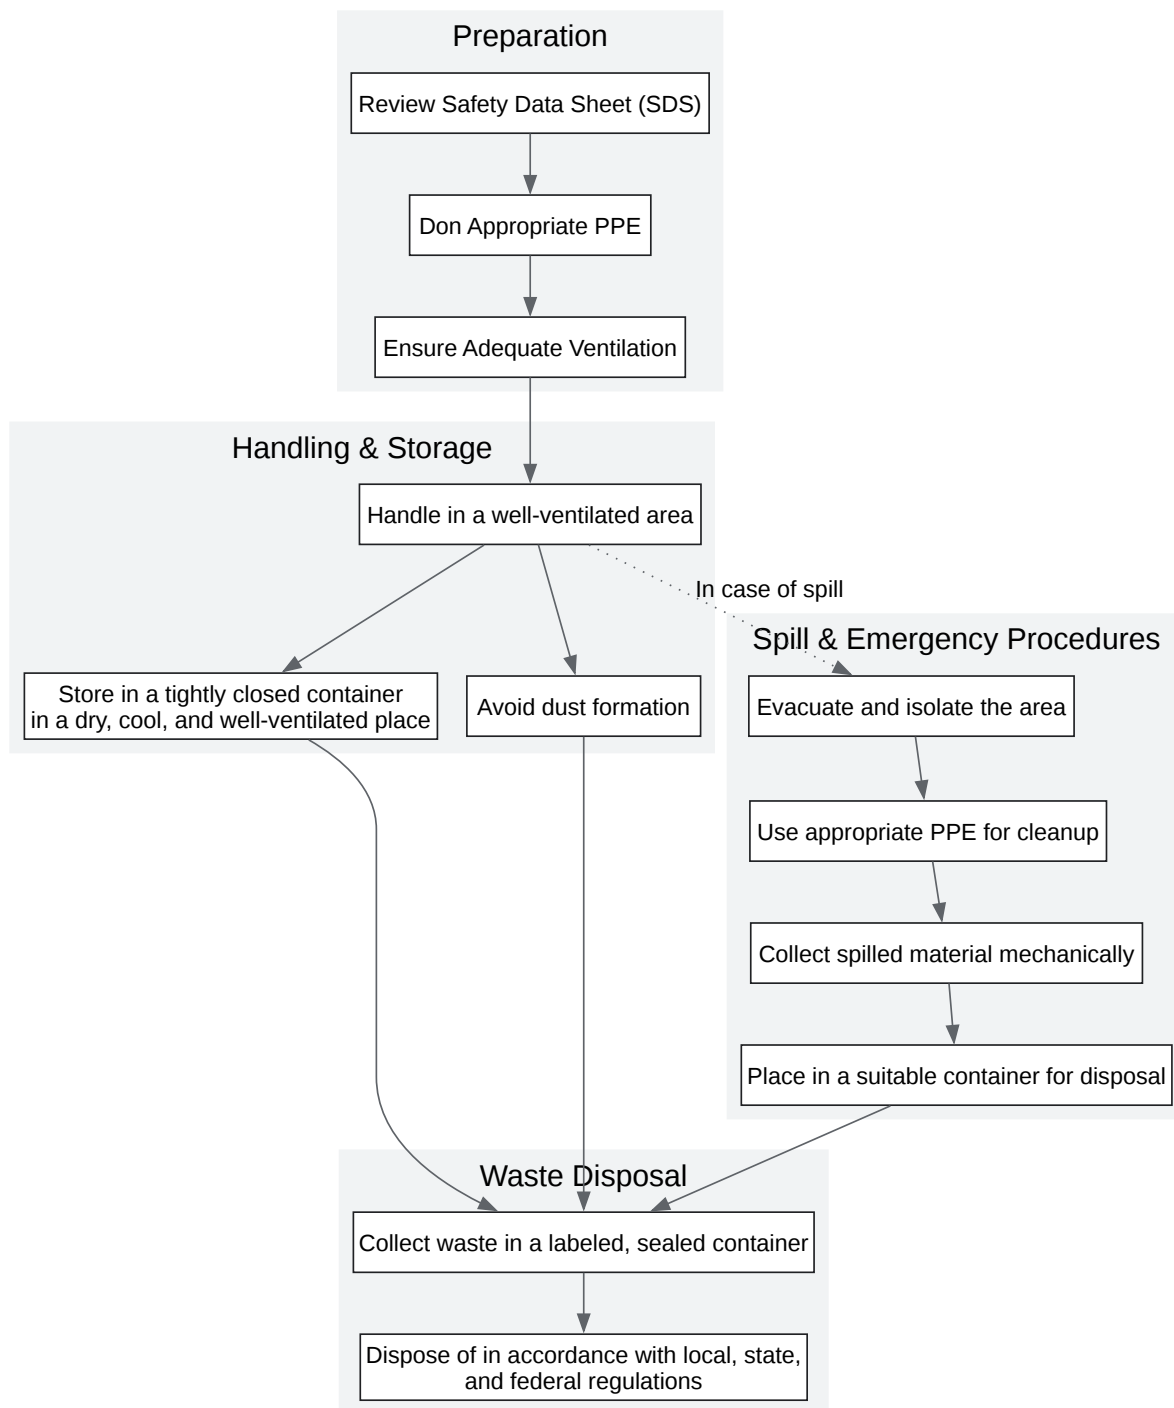 Preparation
Review Safety Data Sheet (SDS)
Don Appropriate PPE
Ensure Adequate Ventilation
Handling & Storage
Handle in a well-ventilated area
In case of spill
Store in a tightly closed container
in a dry, cool, and well-ventilated place
Avoid dust formation
Spill & Emergency Procedures
Evacuate and isolate the area
Use appropriate PPE for cleanup
Collect spilled material mechanically
Place in a suitable container for disposal
Waste Disposal
Collect waste in a labeled, sealed container
Dispose of in accordance with local, state,
and federal regulations